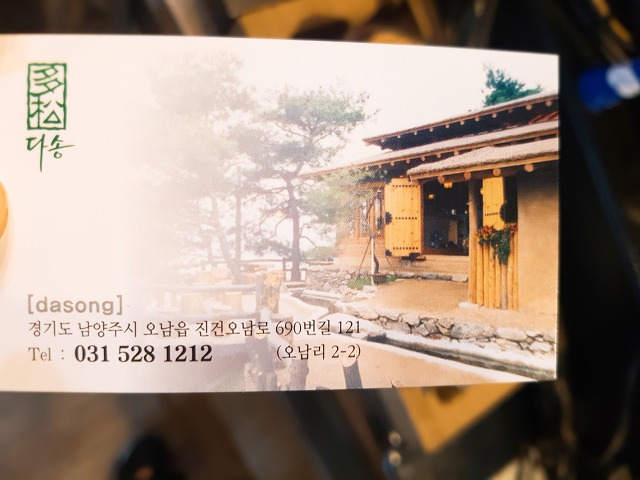 多松
다송
[dasong]
경기도 남양주시 오남읍 진건오남로 690번길 121
Tel : 031 528 1212 (오남리 2-2)